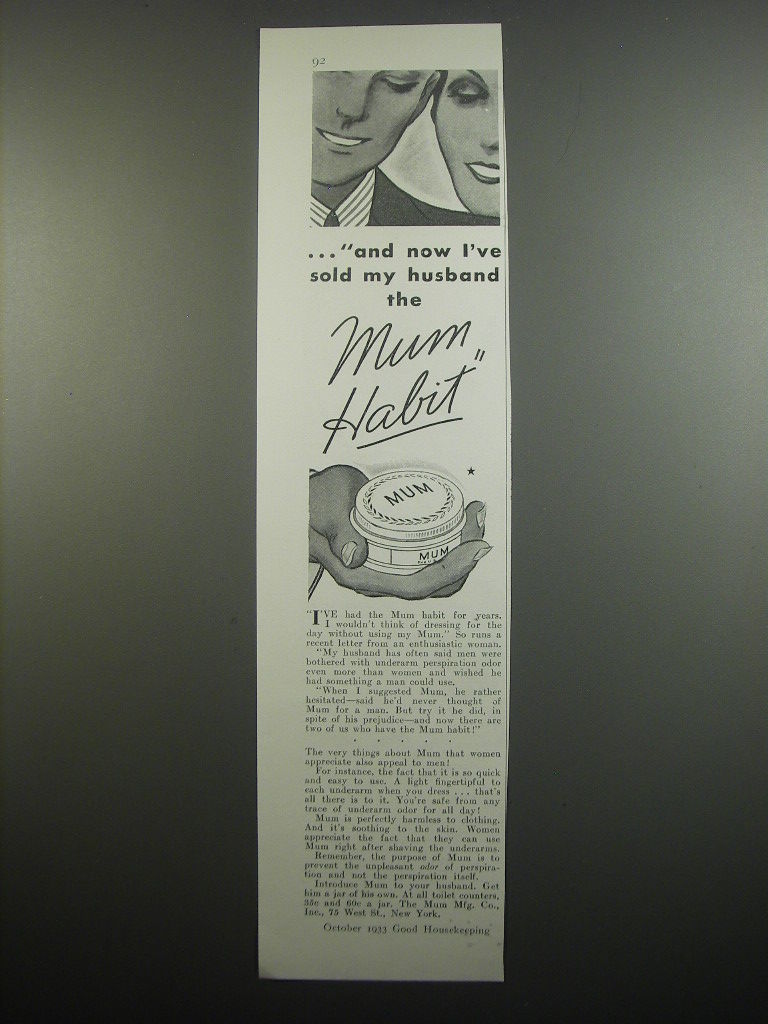 92
..."and now I've
sold my husband
the
Mum
Habit"
MUM
MUM
"I'VE had the Mum habit for years.
I wouldn't think of dressing for the
day without using my Mum." So runs a
recent letter from an enthusiastic woman.
"My husband has often said men were
bothered with underarm perspiration odor
even more than women and wished he
had something a man could use.
"When I suggested Mum, he rather
hesitated—said he'd never thought of
Mum for a man. But try it he did, in
spite of his prejudice—and now there are
two of us who have the Mum habit!"
. . . . .
The very things about Mum that women
appreciate also appeal to men!
For instance, the fact that it is so quick
and easy to use. A light fingertipful to
each underarm when you dress . . . that's
all there is to it. You're safe from any
trace of underarm odor for all day!
Mum is perfectly harmless to clothing.
And it's soothing to the skin. Women
appreciate the fact that they can use
Mum right after shaving the underarms.
Remember, the purpose of Mum is to
prevent the unpleasant odor of perspira-
tion and not the perspiration itself.
Introduce Mum to your husband. Get
him a jar of his own. At all toilet counters,
35c and 60c a jar. The Mum Mfg. Co.,
Inc., 75 West St., New York.
October 1933 Good Housekeeping